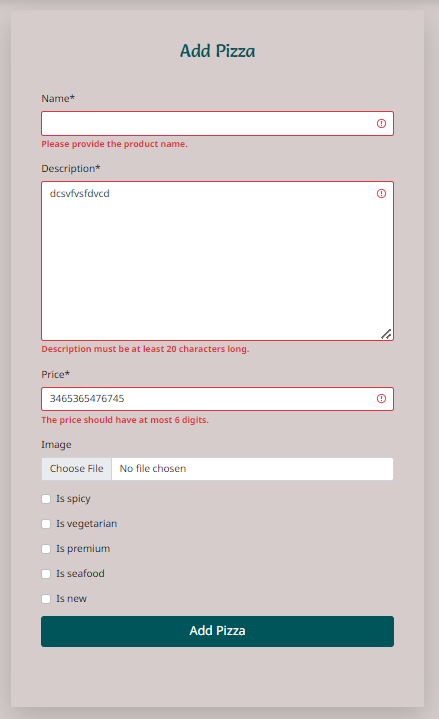 Add Pizza
Name*
Please provide the product name.
Description*
dcsvfvsfdvcd
Description must be at least 20 characters long.
Price*
3465365476745
The price should have at most 6 digits.
Image
Choose File No file chosen
Is spicy
Is vegetarian
Is premium
Is seafood
Is new
Add Pizza